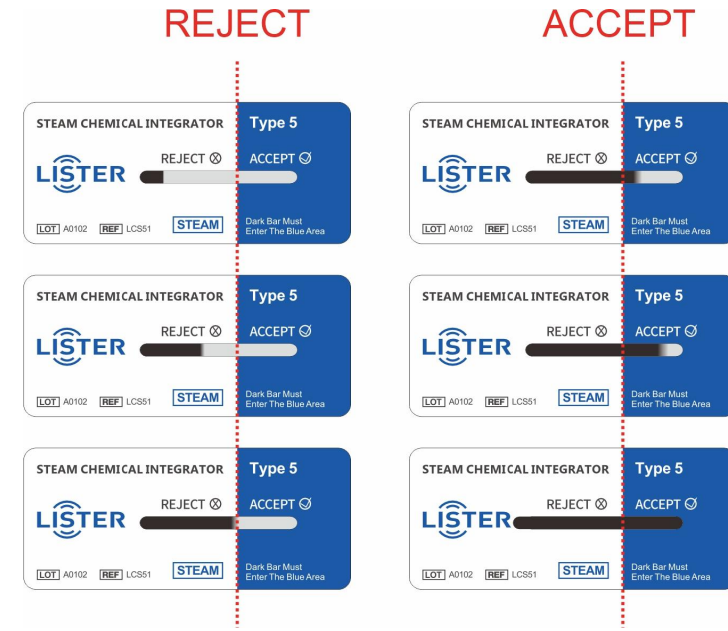 REJECT
ACCEPT
STEAM CHEMICAL INTEGRATOR Type 5
REJECT ACCEPT
LISTER
LOT A0102 REF LCS51 STEAM
Dark Bar Must
Enter The Blue Area
STEAM CHEMICAL INTEGRATOR Type 5
REJECT ACCEPT
LISTER
LOT A0102 REF LCS51 STEAM
Dark Bar Must
Enter The Blue Area
STEAM CHEMICAL INTEGRATOR Type 5
REJECT ACCEPT
LISTER
LOT A0102 REF LCS51 STEAM
Dark Bar Must
Enter The Blue Area
STEAM CHEMICAL INTEGRATOR Type 5
REJECT ACCEPT
LISTER
LOT A0102 REF LCS51 STEAM
Dark Bar Must
Enter The Blue Area
STEAM CHEMICAL INTEGRATOR Type 5
REJECT ACCEPT
LISTER
LOT A0102 REF LCS51 STEAM
Dark Bar Must
Enter The Blue Area
STEAM CHEMICAL INTEGRATOR Type 5
REJECT ACCEPT
LISTER
LOT A0102 REF LCS51 STEAM
Dark Bar Must
Enter The Blue Area